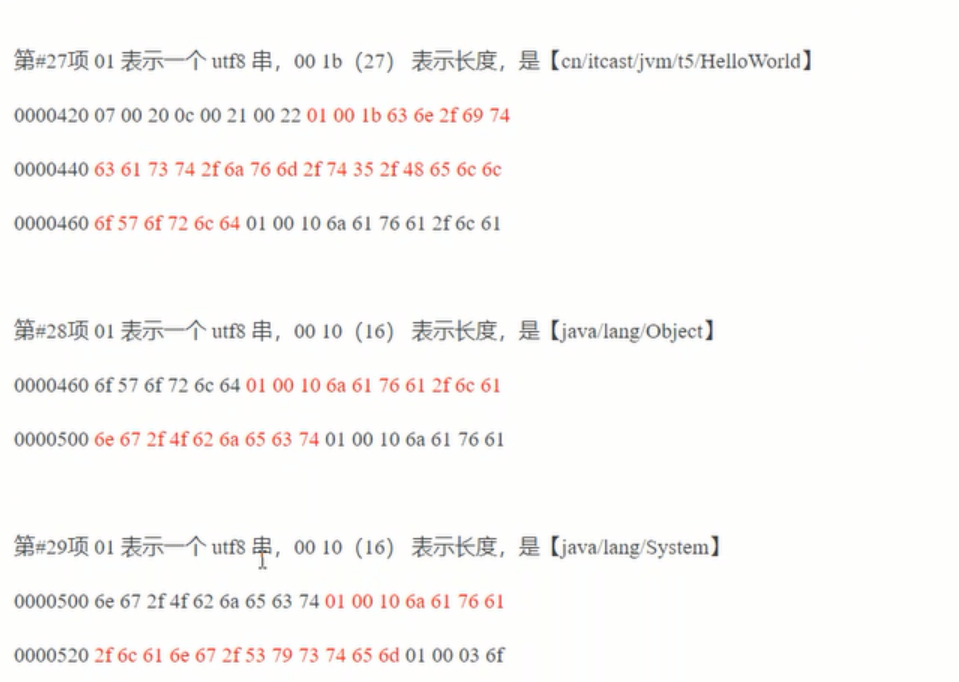 第#27项 01 表示一个 utf8 串，00 1b（27） 表示长度，是【cn/itcast/jvm/t5/HelloWorld】
0000420 07 00 20 0c 00 21 00 22 01 00 1b 63 6e 2f 69 74
0000440 63 61 73 74 2f 6a 76 6d 2f 74 35 2f 48 65 6c 6c
0000460 6f 57 6f 72 6c 64 01 00 10 6a 61 76 61 2f 6c 61
第#28项 01 表示一个 utf8 串，00 10（16） 表示长度，是【java/lang/Object】
0000460 6f 57 6f 72 6c 64 01 00 10 6a 61 76 61 2f 6c 61
0000500 6e 67 2f 4f 62 6a 65 63 74 01 00 10 6a 61 76 61
第#29项 01 表示一个 utf8 串，00 10（16） 表示长度，是【java/lang/System】
0000500 6e 67 2f 4f 62 6a 65 63 74 01 00 10 6a 61 76 61
0000520 2f 6c 61 6e 67 2f 53 79 73 74 65 6d 01 00 03 6f